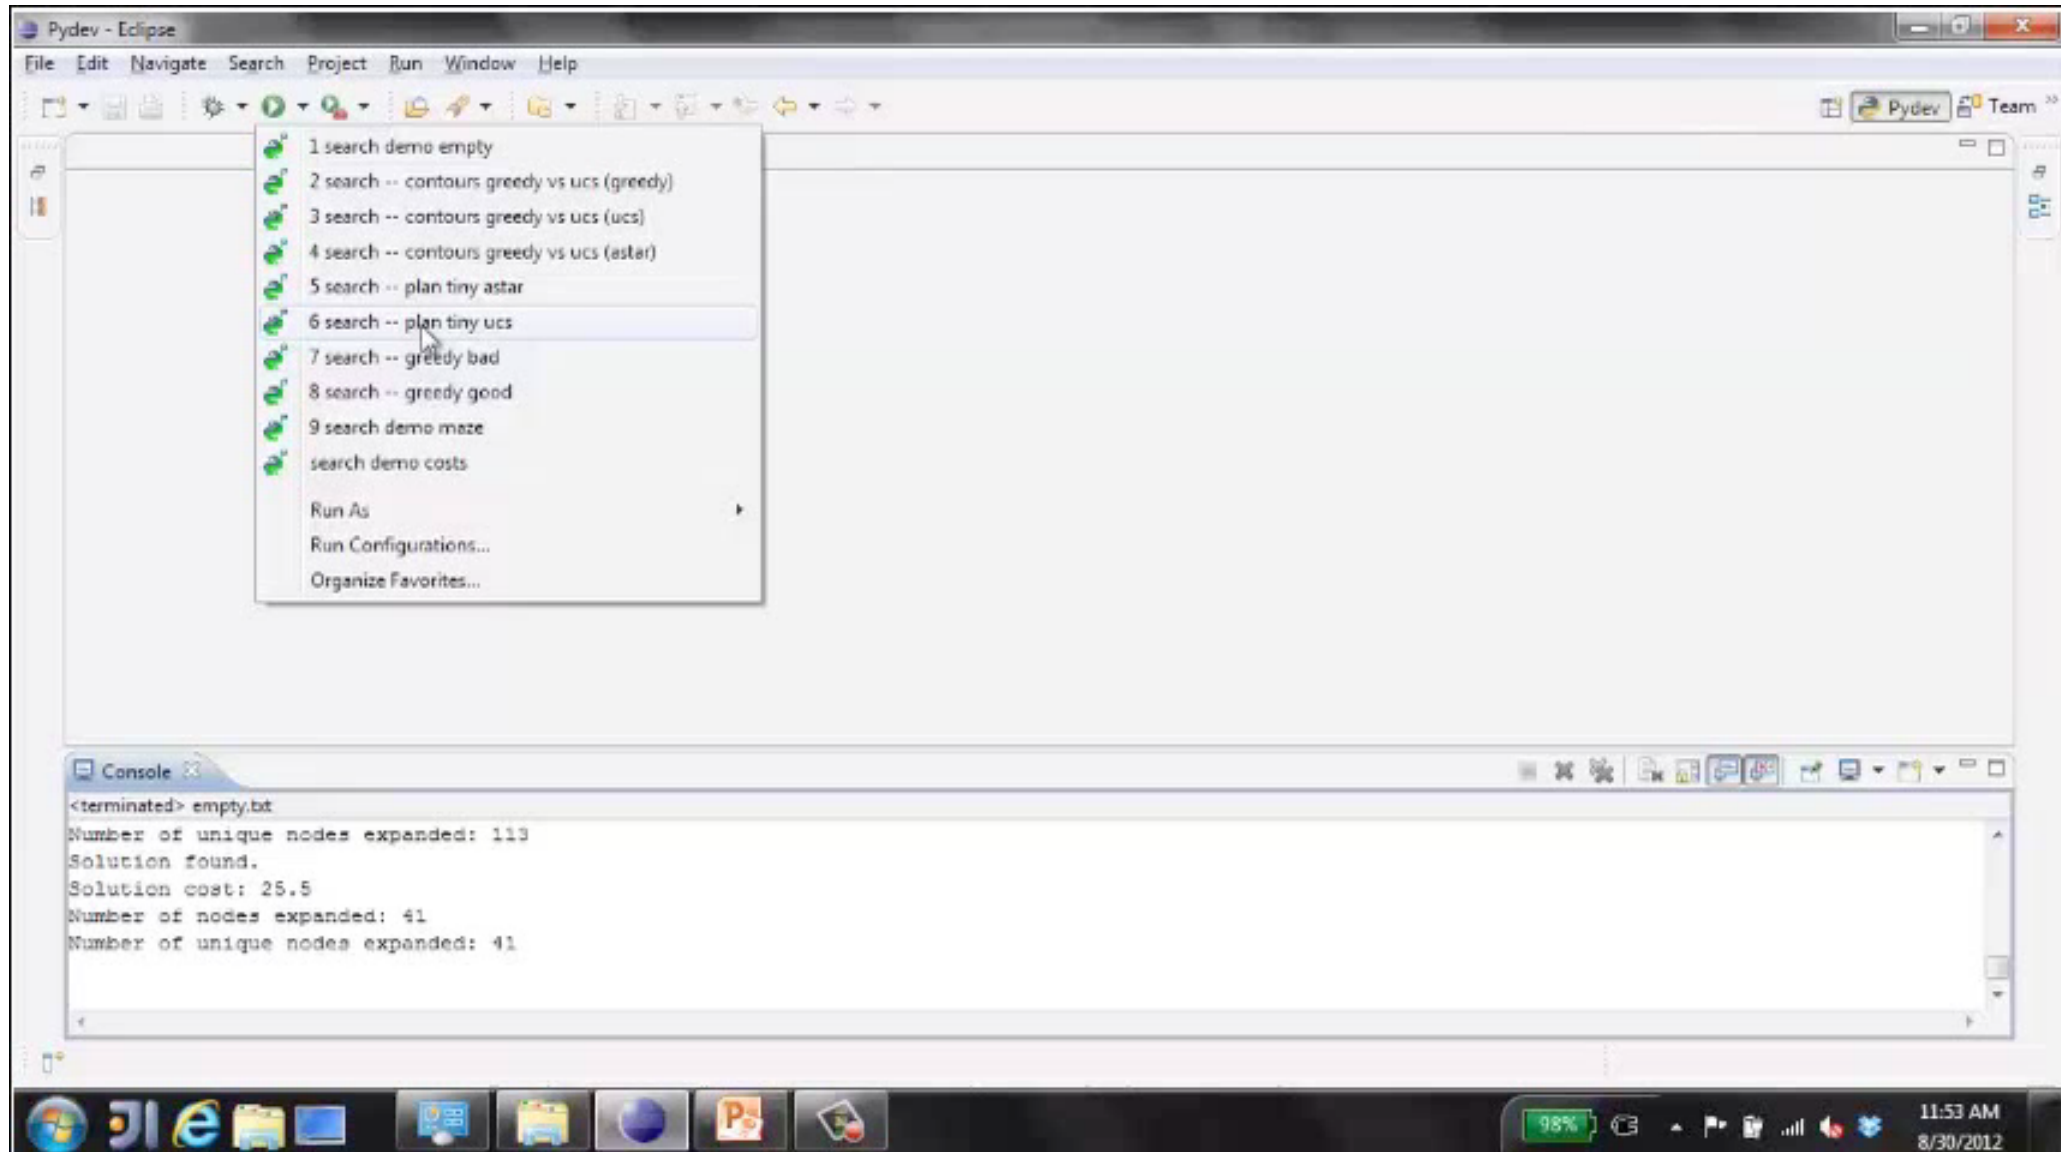 Pydev - Eclipse
File Edit Navigate Search Project Run Window Help
Pydev Team
1 search demo empty
2 search -- contours greedy vs ucs (greedy)
3 search -- contours greedy vs ucs (ucs)
4 search -- contours greedy vs ucs (astar)
5 search -- plan tiny astar
6 search -- plan tiny ucs
7 search -- greedy bad
8 search -- greedy good
9 search demo maze
search demo costs
Run As
Run Configurations...
Organize Favorites...
Console
<terminated> empty.txt
Number of unique nodes expanded: 113
Solution found.
Solution cost: 25.5
Number of nodes expanded: 41
Number of unique nodes expanded: 41
98%
11:53 AM
8/30/2012